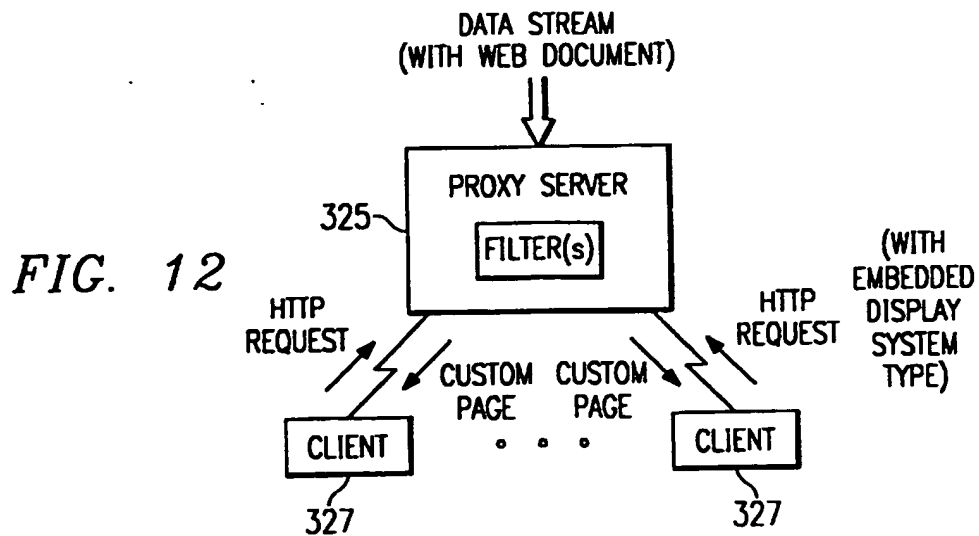 DATA STREAM
(WITH WEB DOCUMENT)
PROXY SERVER
325
FILTER(s)
FIG. 12
HTTP
REQUEST
CUSTOM
PAGE
CUSTOM
PAGE
HTTP
REQUEST
(WITH
EMBEDDED
DISPLAY
SYSTEM
TYPE)
CLIENT
CLIENT
327
327